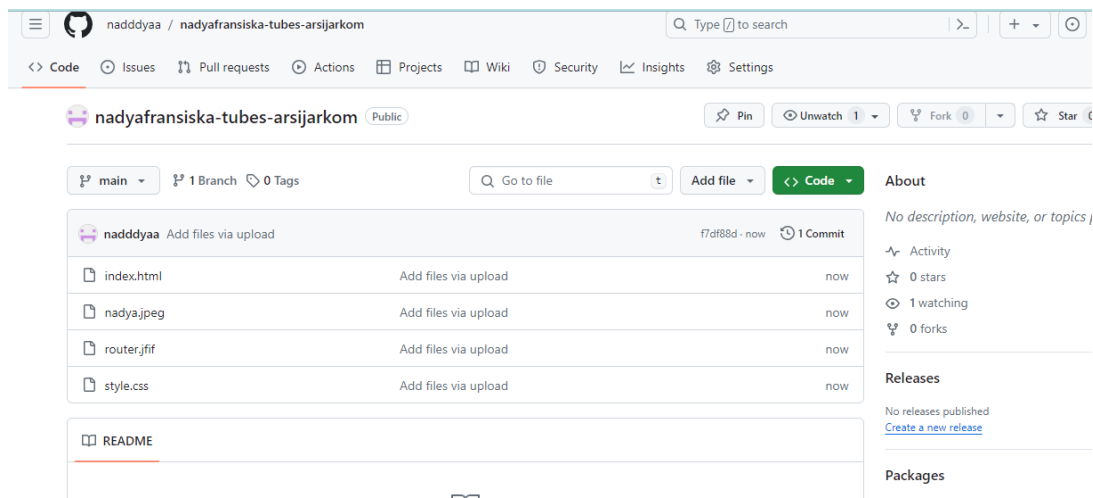 nadddyaa / nadyafransiska-tubes-arsijarkom
Type / to search
Code Issues Pull requests Actions Projects Wiki Security Insights Settings
nadyafransiska-tubes-arsijarkom Public
Pin Unwatch 1 Fork 0 Star 0
main 1 Branch 0 Tags Go to file t Add file Code
About
No description, website, or topics
nadddyaa Add files via upload f7df88d · now 1 Commit
index.html Add files via upload now
nadya.jpeg Add files via upload now
router.jfif Add files via upload now
style.css Add files via upload now
Activity
0 stars
1 watching
0 forks
Releases
No releases published
Create a new release
README
Packages